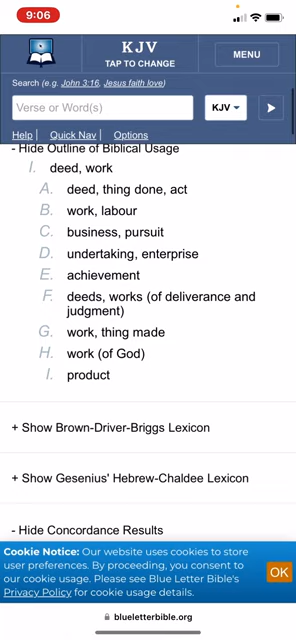 9:06
KJV
TAP TO CHANGE
MENU
Search (e.g. John 3:16, Jesus faith love)
Verse or Word(s)
KJV
Help| Quick Nav| Options
- Hide Outline of Biblical Usage
I. deed, work
A. deed, thing done, act
B. work, labour
C. business, pursuit
D. undertaking, enterprise
E. achievement
F. deeds, works (of deliverance and
judgment)
G. work, thing made
H. work (of God)
I. product
+ Show Brown-Driver-Briggs Lexicon
+ Show Gesenius' Hebrew-Chaldee Lexicon
- Hide Concordance Results
Cookie Notice: Our website uses cookies to store
user preferences. By proceeding, you consent to
our cookie usage. Please see Blue Letter Bible's
Privacy Policy for cookie usage details.
OK
blueletterbible.org